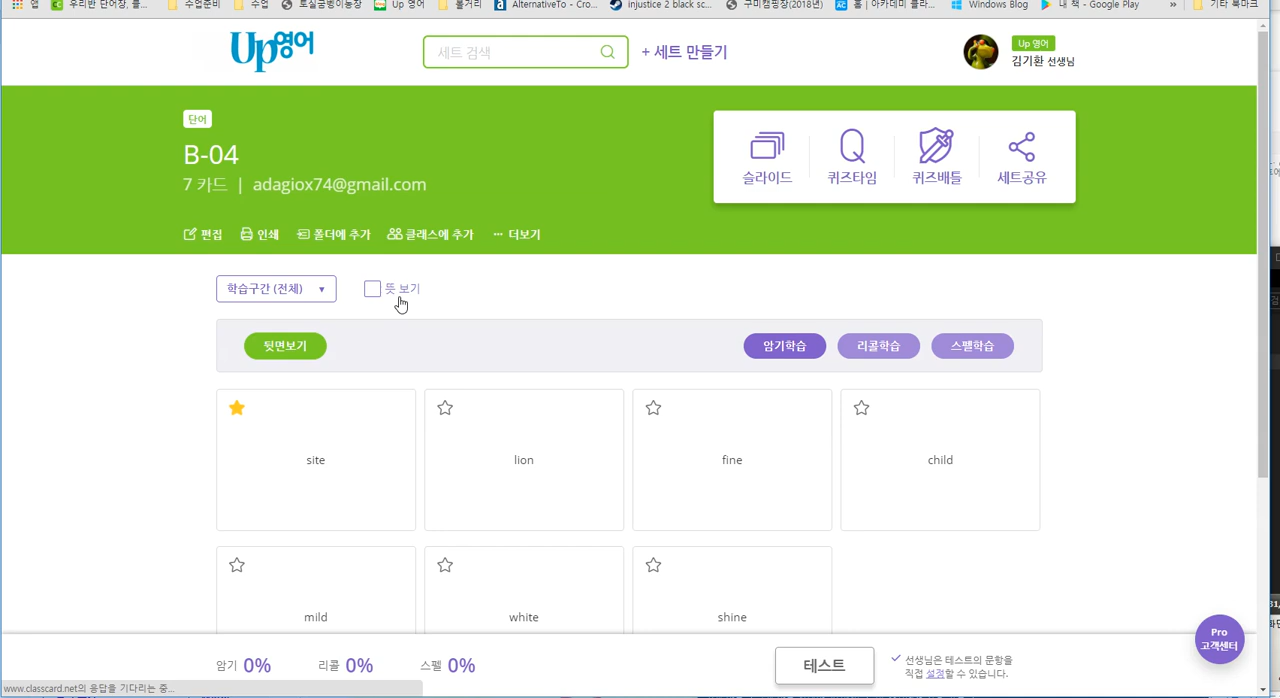 앱 우리반 단어장, 클... 수업준비 수업 토실공병이농장 Up 영어 볼거리 AlternativeTo - Cro... injustice 2 black sc... 구미캠핑장(2018년) 홈 | 아카데미 클라... Windows Blog 내 책 - Google Play » 기타 북마크
Up영어
세트 검색
+ 세트 만들기
Up 영어
김기환 선생님
단어
B-04
7 카드 | adagiox74@gmail.com
슬라이드 퀴즈타임 퀴즈배틀 세트공유
편집 인쇄 폴더에 추가 클래스에 추가 ··· 더보기
학습구간 (전체) ▼ 뜻 보기
뒷면보기 암기학습 리콜학습 스펠학습
site lion fine child
mild white shine
Pro
고객센터
암기 0% 리콜 0% 스펠 0%
테스트
선생님은 테스트의 문항을
직접 설정할 수 있습니다.
www.classcard.net의 응답을 기다리는 중...